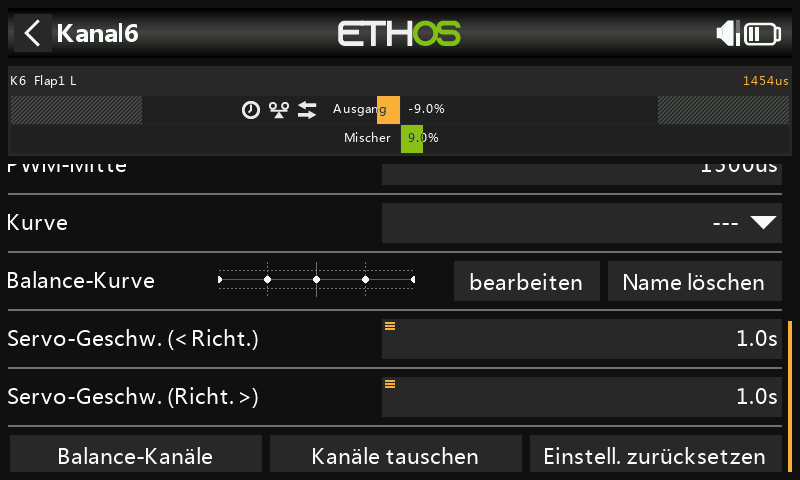 Kanal6
ETHOS
K6 Flap1 L 1454us
Ausgang -9.0%
Mischer 9.0%
PWM-Mitte 1500us
Kurve ---
Balance-Kurve bearbeiten Name löschen
Servo-Geschw. (< Richt.) 1.0s
Servo-Geschw. (Richt. >) 1.0s
Balance-Kanäle Kanäle tauschen Einstell. zurücksetzen